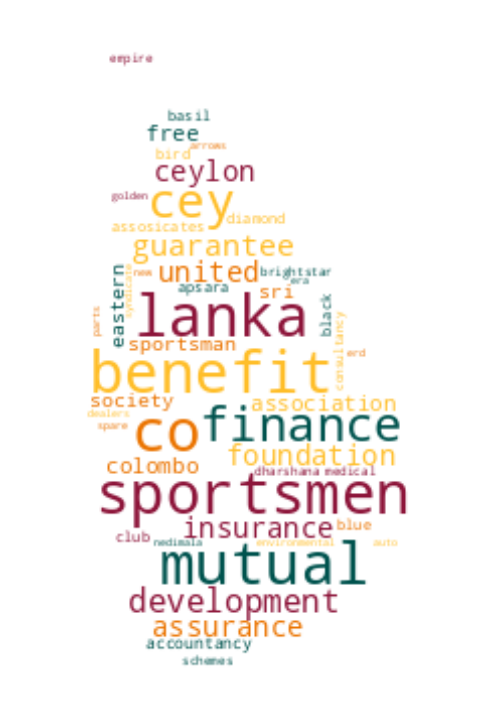 empire
basil
free
arrows
bird
ceylon
golden
cey
diamond
assosicates
guarantee
new
united
brightstar
era
eastern
syndicate
apsara
sri
black
parts
lanka
consultancy
sportsman
erd
benefit
society
association
dealers
co
finance
spare
foundation
colombo
dharshana
medical
sportsmen
insurance
blue
club
nedimala
environmental
auto
mutual
development
assurance
accountancy
schemes